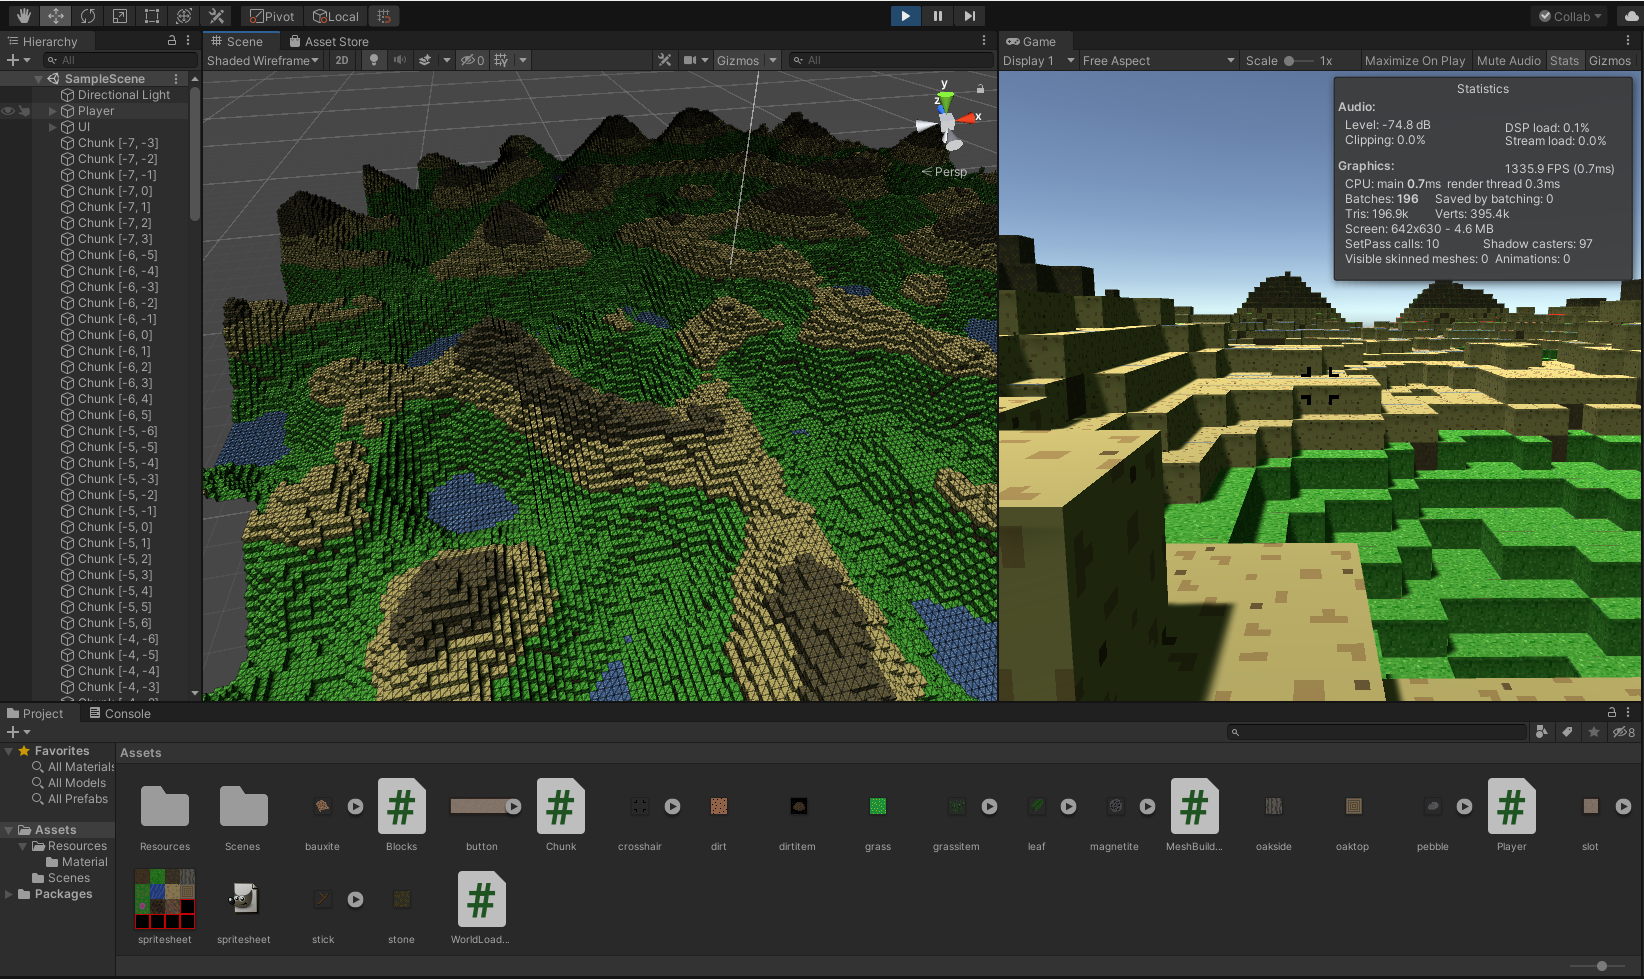 Pivot Local Collab
Hierarchy
All
SampleScene
Directional Light
Player
UI
Chunk [-7, -3]
Chunk [-7, -2]
Chunk [-7, -1]
Chunk [-7, 0]
Chunk [-7, 1]
Chunk [-7, 2]
Chunk [-7, 3]
Chunk [-6, -5]
Chunk [-6, -4]
Chunk [-6, -3]
Chunk [-6, -2]
Chunk [-6, -1]
Chunk [-6, 0]
Chunk [-6, 1]
Chunk [-6, 2]
Chunk [-6, 3]
Chunk [-6, 4]
Chunk [-6, 5]
Chunk [-5, -6]
Chunk [-5, -5]
Chunk [-5, -4]
Chunk [-5, -3]
Chunk [-5, -2]
Chunk [-5, -1]
Chunk [-5, 0]
Chunk [-5, 1]
Chunk [-5, 2]
Chunk [-5, 3]
Chunk [-5, 4]
Chunk [-5, 5]
Chunk [-5, 6]
Chunk [-4, -6]
Chunk [-4, -5]
Chunk [-4, -4]
Chunk [-4, -3]
Scene Asset Store
Shaded Wireframe 2D 0 Gizmos All
y
z
x
Persp
Game
Display 1 Free Aspect Scale 1x Maximize On Play Mute Audio Stats Gizmos
Statistics
Audio:
Level: -74.8 dB DSP load: 0.1%
Clipping: 0.0% Stream load: 0.0%
Graphics: 1335.9 FPS (0.7ms)
CPU: main 0.7ms render thread 0.3ms
Batches: 196 Saved by batching: 0
Tris: 196.9k Verts: 395.4k
Screen: 642x630 - 4.6 MB
SetPass calls: 10 Shadow casters: 97
Visible skinned meshes: 0 Animations: 0
Project Console
8
Favorites
All Materials
All Models
All Prefabs
Assets
Resources
Material
Scenes
Packages
Assets
Resources Scenes bauxite Blocks button Chunk crosshair dirt dirtitem grass grassitem leaf magnetite MeshBuild... oakside oaktop pebble Player slot
spritesheet spritesheet stick stone WorldLoad...